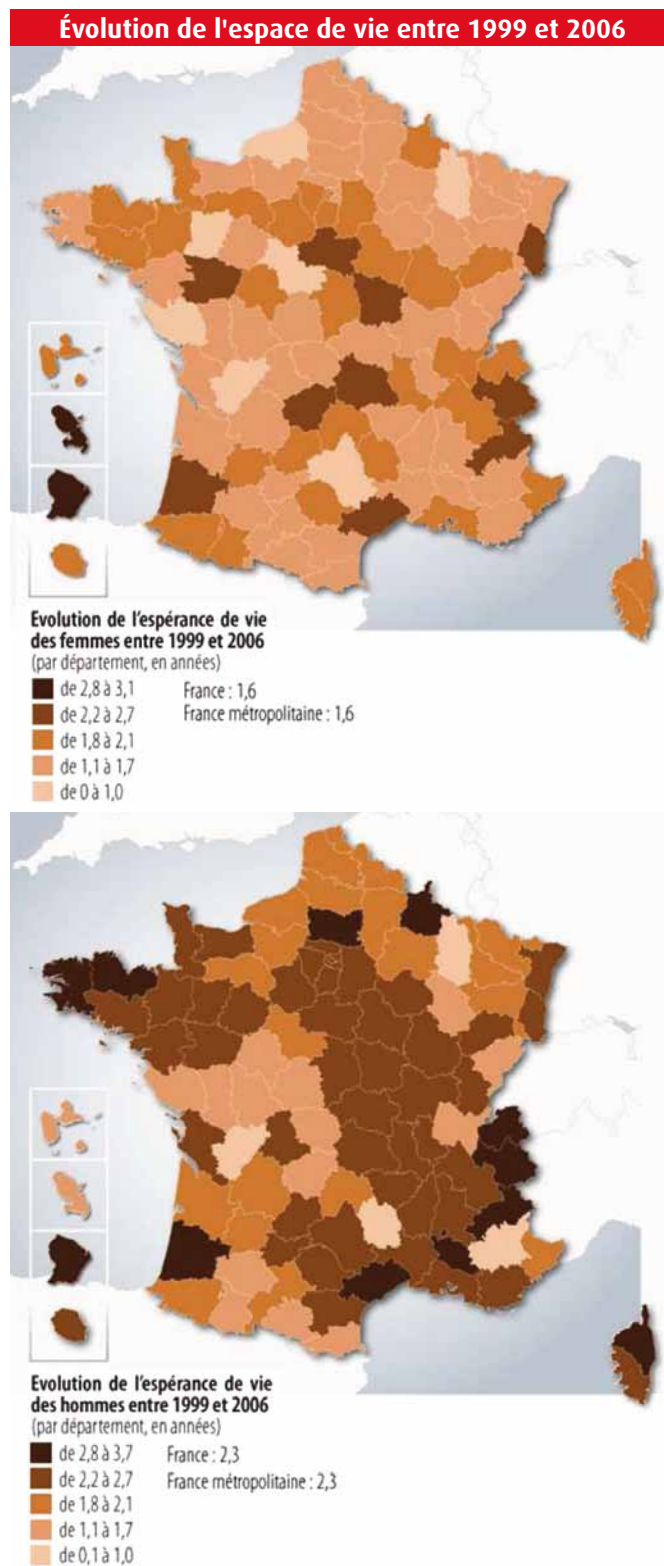 Évolution de l'espace de vie entre 1999 et 2006
Evolution de l'espérance de vie
des femmes entre 1999 et 2006
(par département, en années)
de 2,8 à 3,1 France : 1,6
de 2,2 à 2,7 France métropolitaine : 1,6
de 1,8 à 2,1
de 1,1 à 1,7
de 0 à 1,0
Evolution de l'espérance de vie
des hommes entre 1999 et 2006
(par département, en années)
de 2,8 à 3,7 France : 2,3
de 2,2 à 2,7 France métropolitaine : 2,3
de 1,8 à 2,1
de 1,1 à 1,7
de 0,1 à 1,0